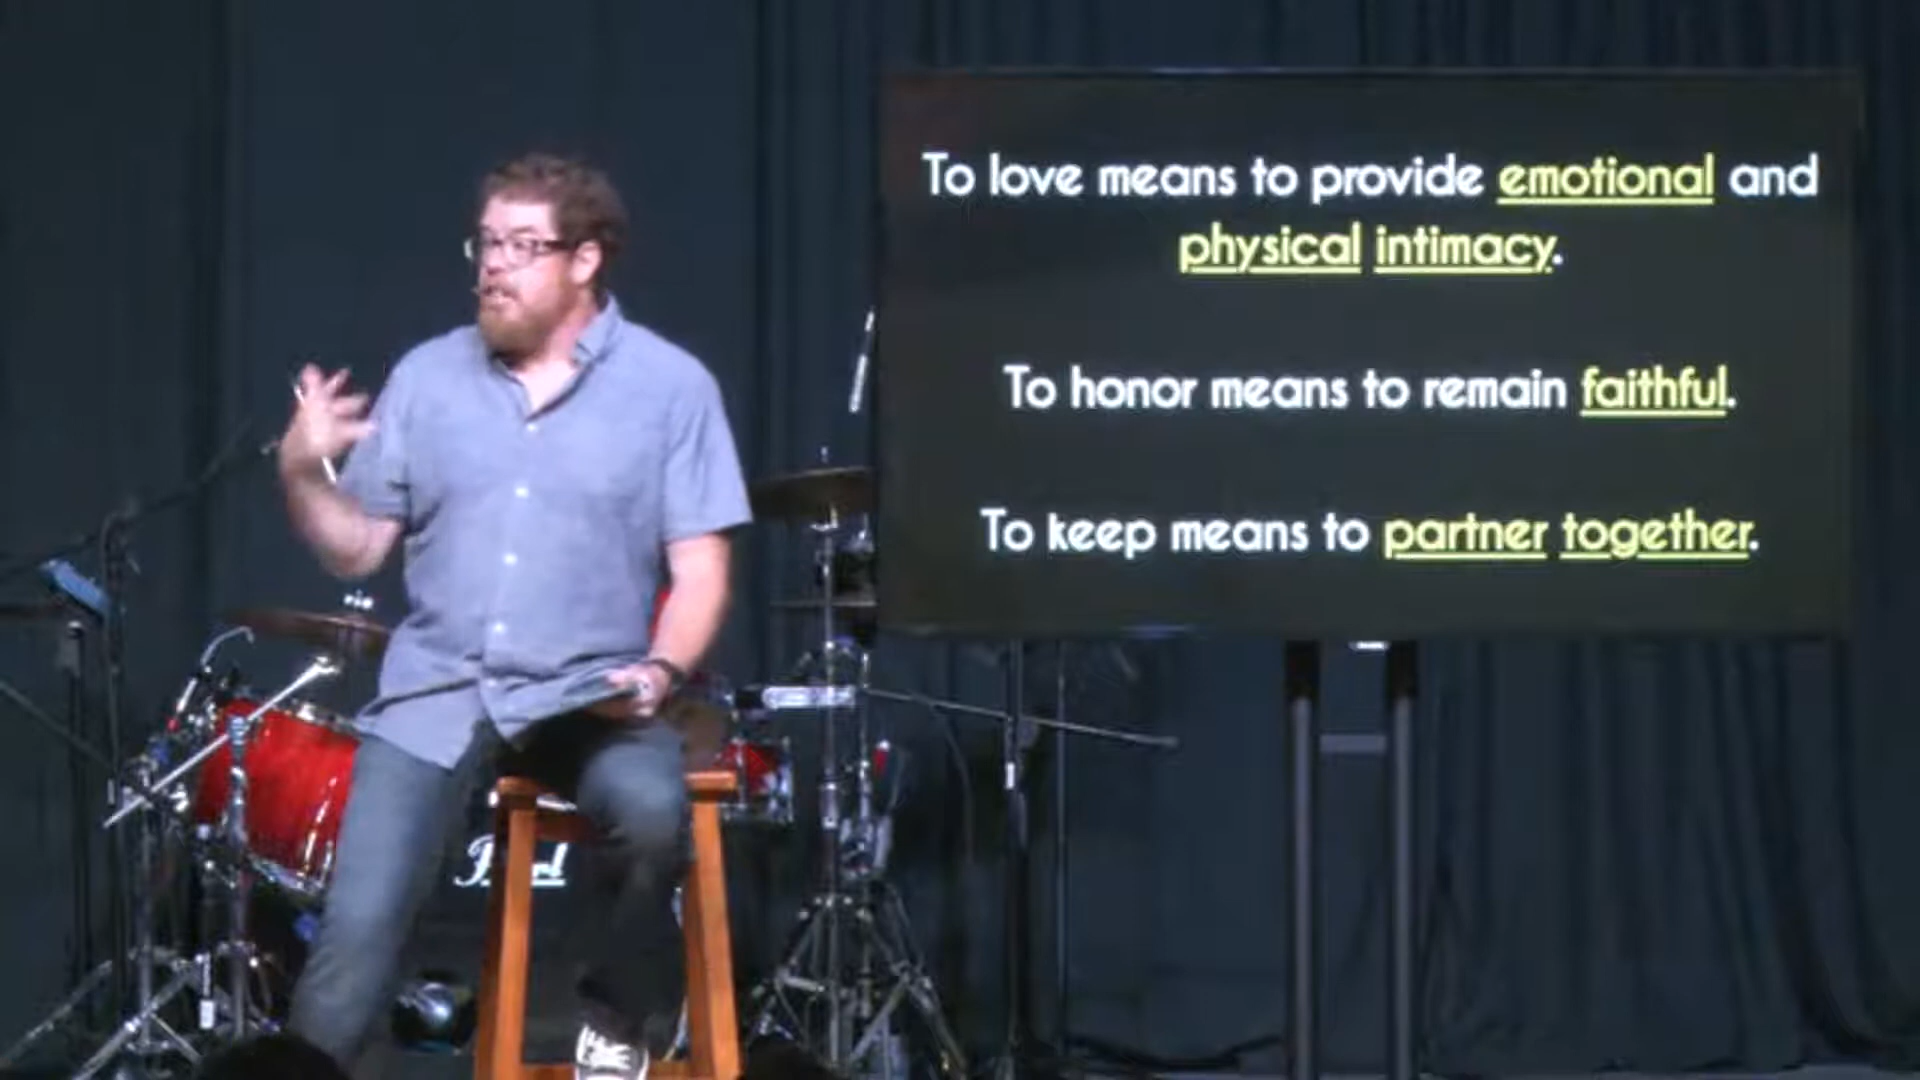 To love means to provide emotional and
physical intimacy.
To honor means to remain faithful.
To keep means to partner together.